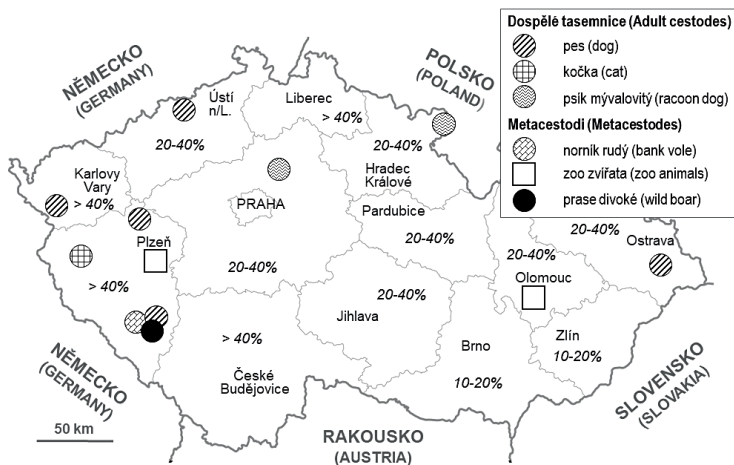 Dospělé tasemnice (Adult cestodes)
pes (dog)
kočka (cat)
psík mývalovitý (racoon dog)
Metacestodi (Metacestodes)
norník rudý (bank vole)
zoo zvířata (zoo animals)
prase divoké (wild boar)
NĚMECKO
(GERMANY)
POLSKO
(POLAND)
Ústí
n/L.
20-40%
Liberec
> 40%
20-40%
Hradec
Králové
Karlovy
Vary
> 40%
PRAHA
20-40%
Pardubice
20-40%
Plzeň
> 40%
20-40%
Ostrava
20-40%
Olomouc
Jihlava
20-40%
> 40%
České
Budějovice
Brno
10-20%
Zlín
10-20%
NĚMECKO
(GERMANY)
SLOVENSKO
(SLOVAKIA)
RAKOUSKO
(AUSTRIA)
50 km